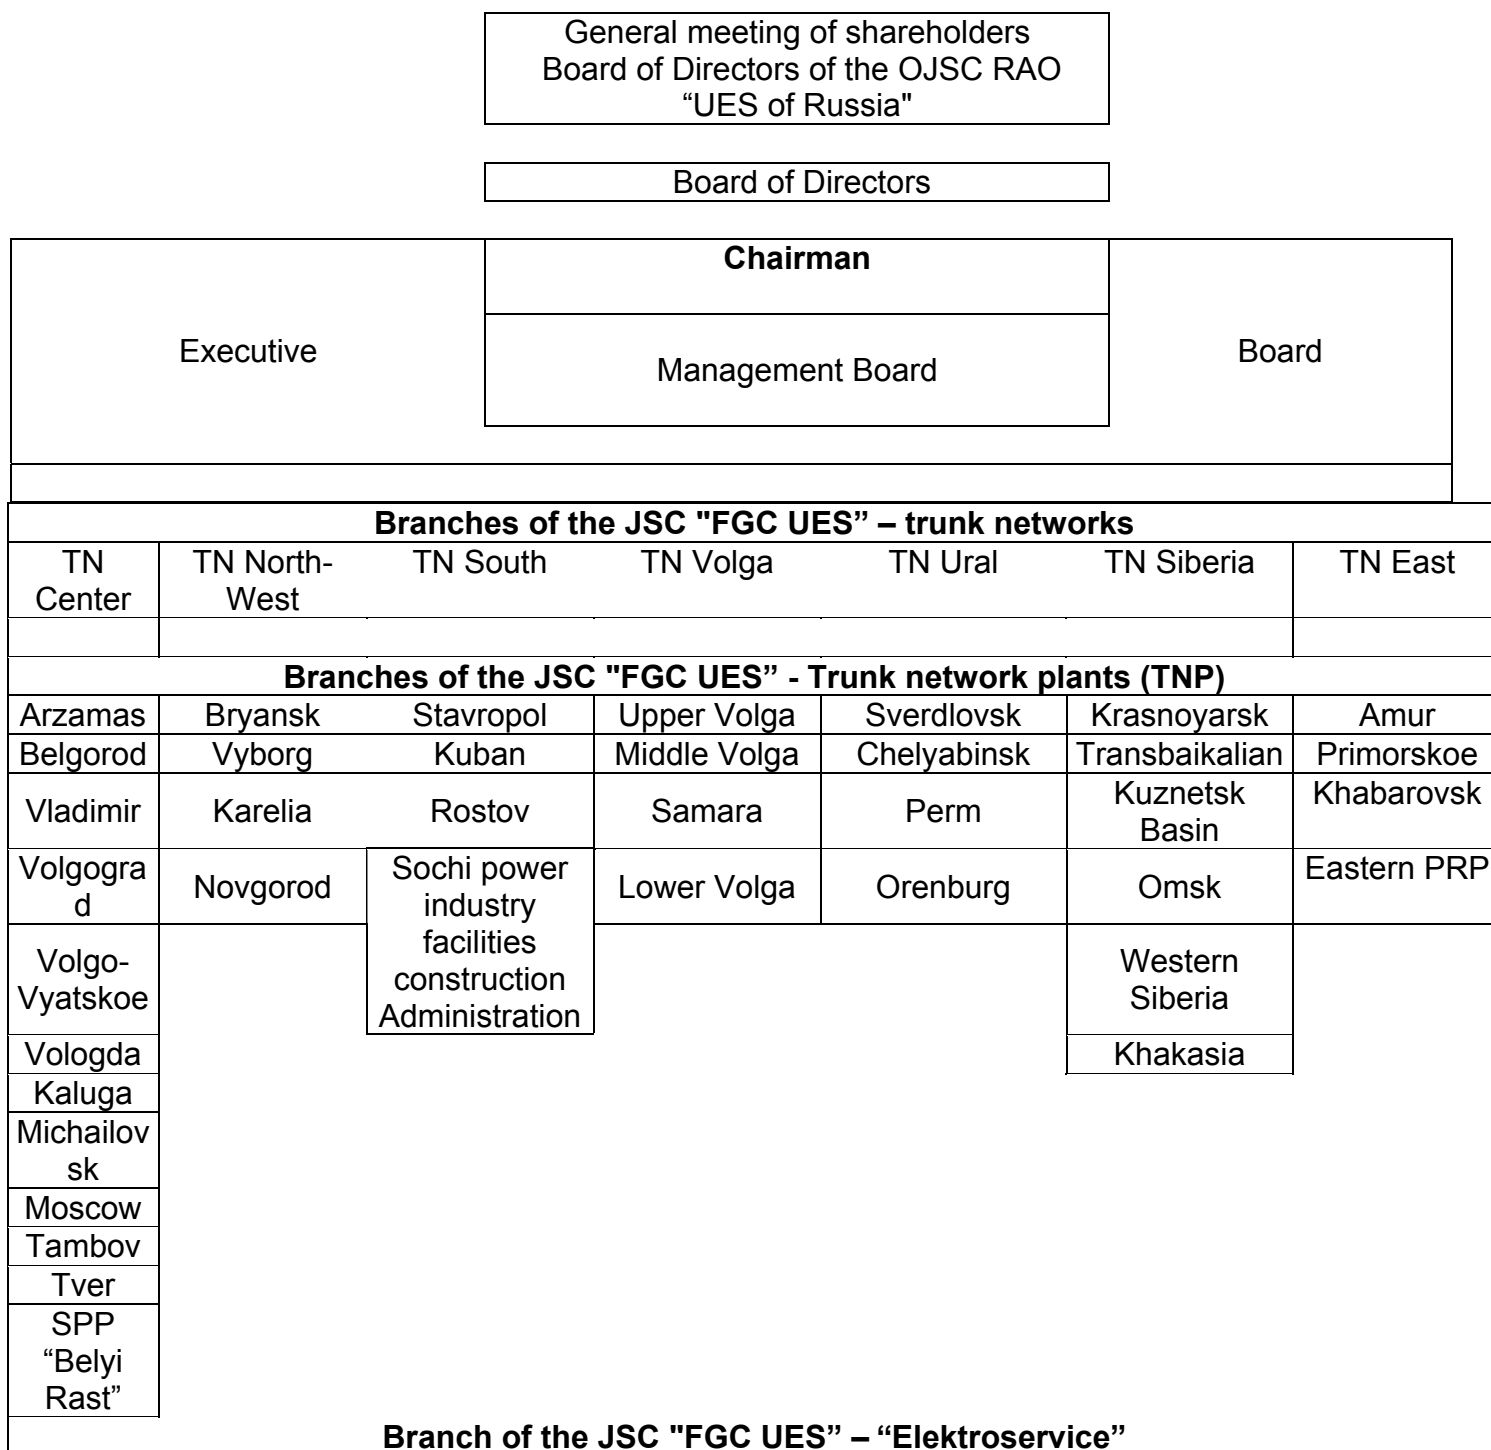 General meeting of shareholders
Board of Directors of the OJSC RAO
“UES of Russia"
Board of Directors
Chairman
Executive
Management Board
Board
Branches of the JSC "FGC UES” – trunk networks
TN Center
TN North-West
TN South
TN Volga
TN Ural
TN Siberia
TN East
Branches of the JSC "FGC UES” - Trunk network plants (TNP)
Arzamas Bryansk Stavropol Upper Volga Sverdlovsk Krasnoyarsk Amur
Belgorod Vyborg Kuban Middle Volga Chelyabinsk Transbaikalian Primorskoe
Vladimir Karelia Rostov Samara Perm Kuznetsk Basin Khabarovsk
Volgograd Novgorod Sochi power industry facilities construction Administration Lower Volga Orenburg Omsk Eastern PRP
Volgo-Vyatskoe Western Siberia
Vologda Khakasia
Kaluga
Michailovsk
Moscow
Tambov
Tver
SPP
“Belyi
Rast”
Branch of the JSC "FGC UES” – “Elektroservice”